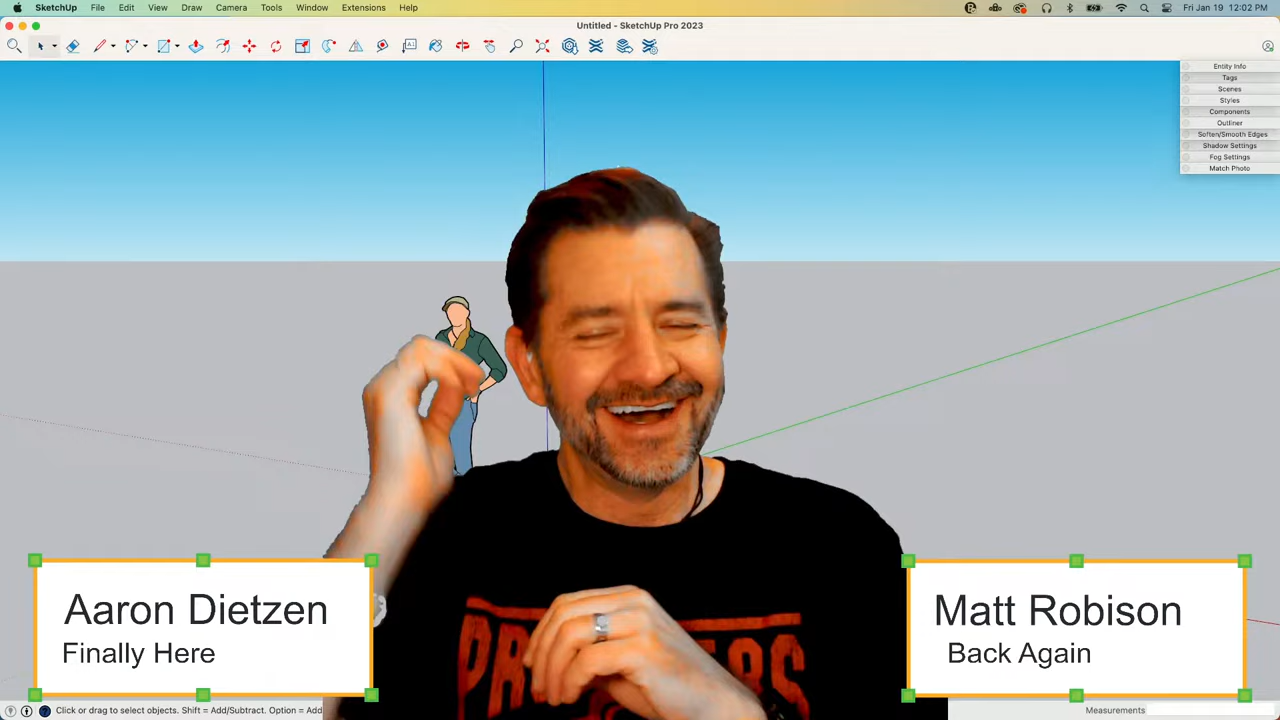 SketchUp File Edit View Draw Camera Tools Window Extensions Help
Fri Jan 19 12:02 PM
Untitled - SketchUp Pro 2023
Entity Info
Tags
Scenes
Styles
Components
Outliner
Soften/Smooth Edges
Shadow Settings
Fog Settings
Match Photo
Aaron Dietzen
Finally Here
Matt Robison
Back Again
Click or drag to select objects. Shift = Add/Subtract. Option = Add
Measurements